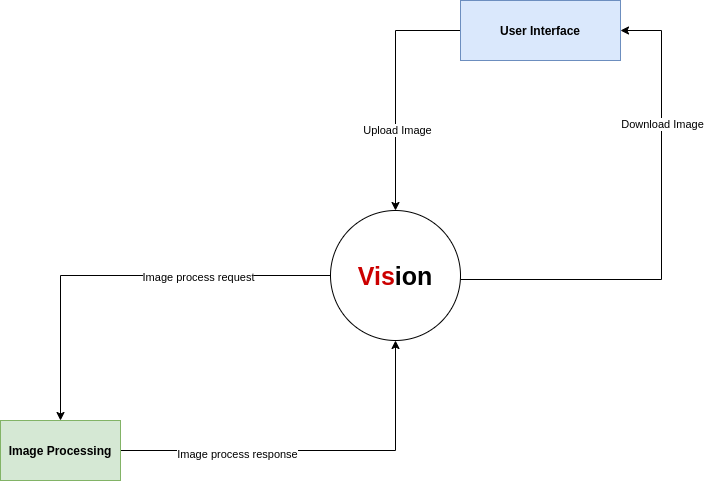 User Interface
Download Image
Upload Image
Vision
Image process request
Image Processing
Image process response